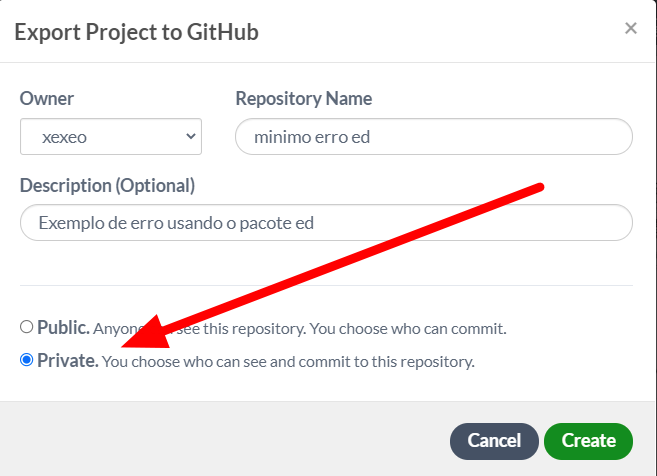 Export Project to GitHub ×
Owner Repository Name
xexeo minimo erro ed
Description (Optional)
Exemplo de erro usando o pacote ed
Public. Anyone see this repository. You choose who can commit.
Private. You choose who can see and commit to this repository.
Cancel Create